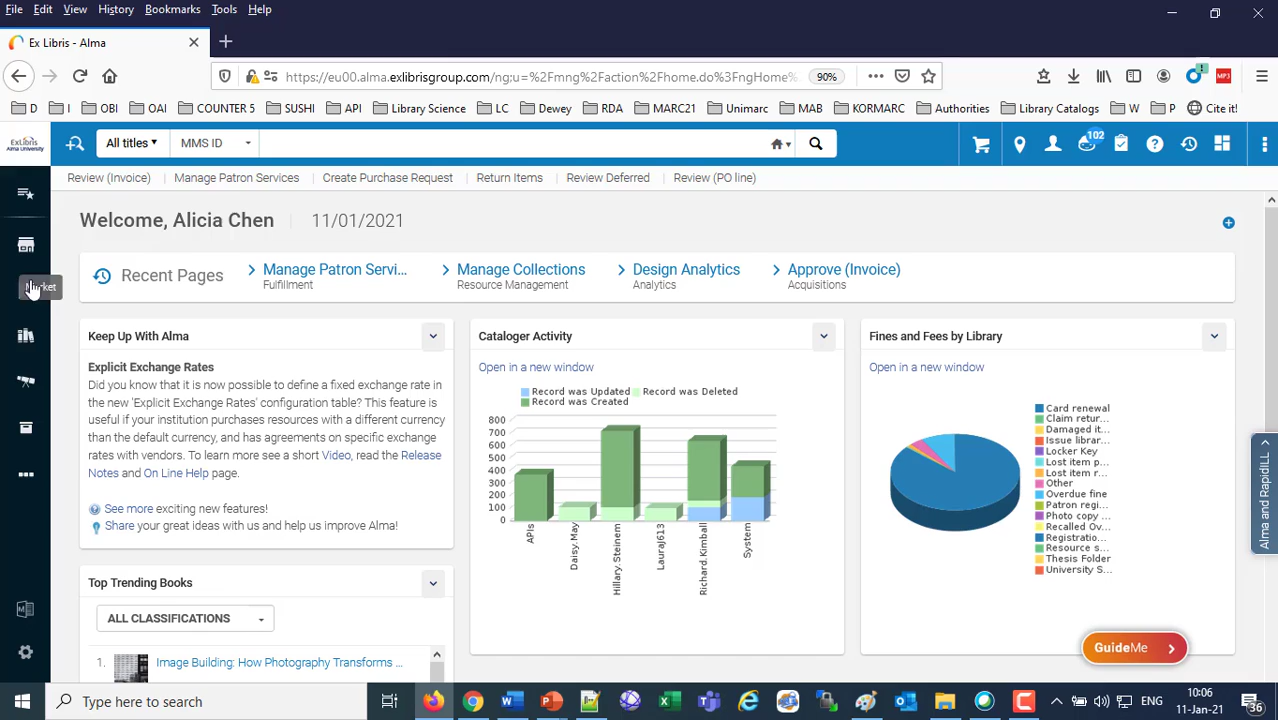 File Edit View History Bookmarks Tools Help
Ex Libris - Alma
https://eu00.alma.exlibrisgroup.com/ng;u=%2Fmng%2Faction%2Fhome.do%3FngHome%
90%
MP3
D I OBI OAI COUNTER 5 SUSHI API Library Science LC Dewey RDA MARC21 Unimarc MAB KORMARC Authorities Library Catalogs W P Cite it!
ExLibris
Alma University
All titles MMS ID
102
Review (Invoice) Manage Patron Services Create Purchase Request Return Items Review Deferred Review (PO line)
Welcome, Alicia Chen 11/01/2021
Recent Pages
Manage Patron Servi... Manage Collections Design Analytics Approve (Invoice)
Fulfillment Resource Management Analytics Acquisitions
Keep Up With Alma
Explicit Exchange Rates
Did you know that it is now possible to define a fixed exchange rate in
the new 'Explicit Exchange Rates' configuration table? This feature is
useful if your institution purchases resources with a different currency
than the default currency, and has agreements on specific exchange
rates with vendors. To learn more see a short Video, read the Release
Notes and On Line Help page.
See more exciting new features!
Share your great ideas with us and help us improve Alma!
Top Trending Books
ALL CLASSIFICATIONS
1. Image Building: How Photography Transforms ...
Cataloger Activity
Open in a new window
Record was Updated Record was Deleted
Record was Created
800
700
600
500
400
300
200
100
0
APIs
Daisy.May
Hillary.Steinem
LauraJ613
Richard.Kimball
System
Fines and Fees by Library
Open in a new window
Card renewal
Claim retur...
Damaged it...
Issue librar...
Locker Key
Lost item p...
Lost item r...
Other
Overdue fine
Patron regi...
Photo copy ...
Recalled Ov...
Registratio...
Resource s...
Thesis Folder
University S...
Alma and RapidILL
GuideMe
Type here to search
ENG
10:06
11-Jan-21
36